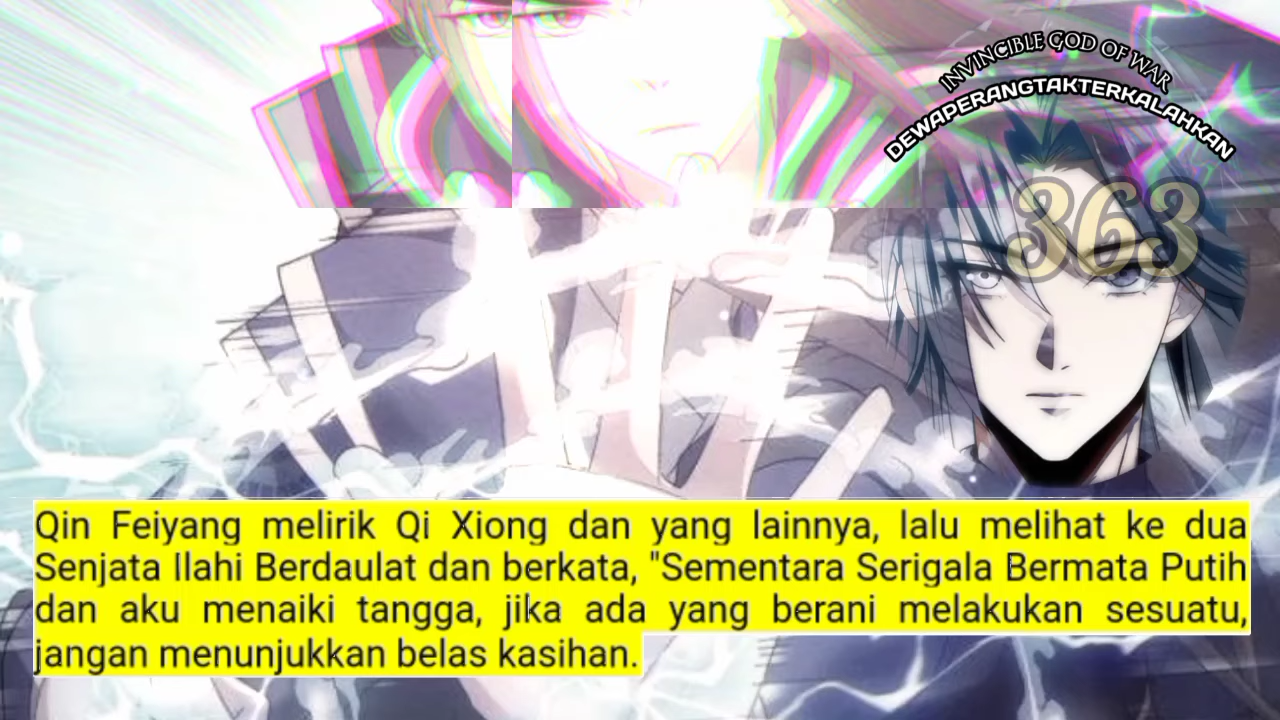 INVINCIBLE GOD OF WAR
DEWAPERANGTAKTERKALAHKAN
363
Qin Feiyang melirik Qi Xiong dan yang lainnya, lalu melihat ke dua
Senjata Ilahi Berdaulat dan berkata, "Sementara Serigala Bermata Putih
dan aku menaiki tangga, jika ada yang berani melakukan sesuatu,
jangan menunjukkan belas kasihan.